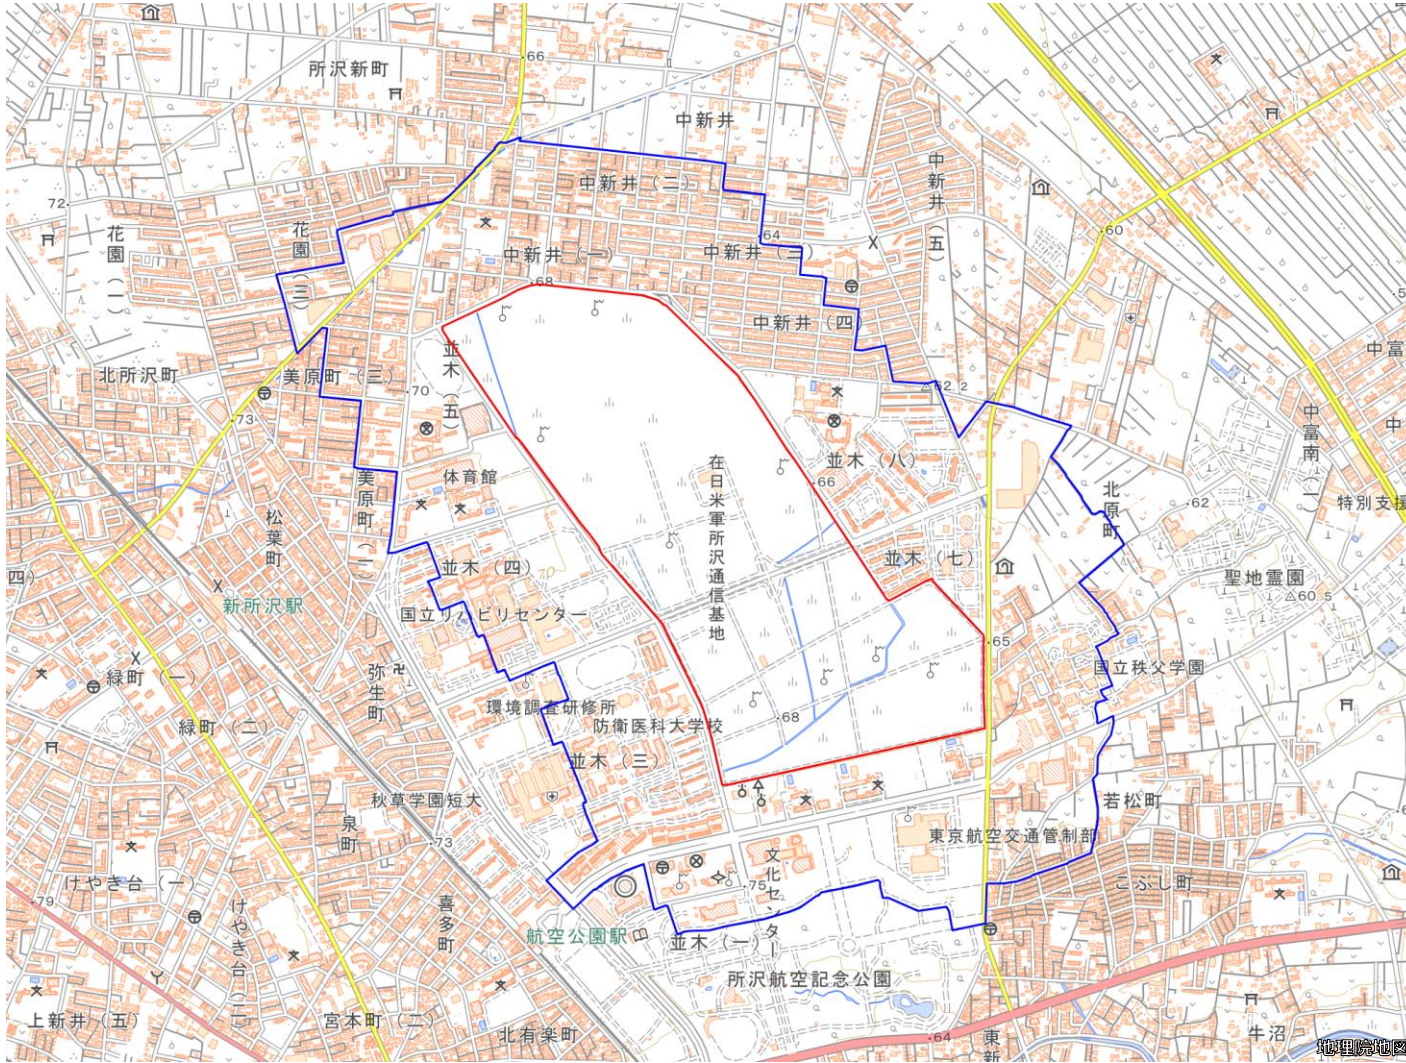 所沢新町
66
中新井
中新井（五）
中新井（二）
70
72
花園（一）
花園（三）
中新井（一）
68
64
中新井（三）
60
中新井（四）
中富
北所沢町
美原町（三）
並木（五）
70
73
62.2
中富南（一）
中
体育館
美原町（一）
松葉町
在日米軍所沢通信基地
66
並木（八）
北原町
62
特別支援
四）
新所沢駅
並木（四）
70
国立リハビリセンター
並木（七）
聖地霊園
60.5
65
国立秩父学園
緑町（一）
弥生町
緑町（二）
環境調査研修所
防衛医科大学校
68
並木（三）
秋草学園短大
泉町
73
若松町
東京航空交通管制部
けやき台（一）
79
けやき台（二）
喜多町
文化センター
75
こぶし町
航空公園駅
並木（一）
所沢航空記念公園
上新井（五）
宮本町（二）
北有楽町
64
東新
牛沼
地理院地図